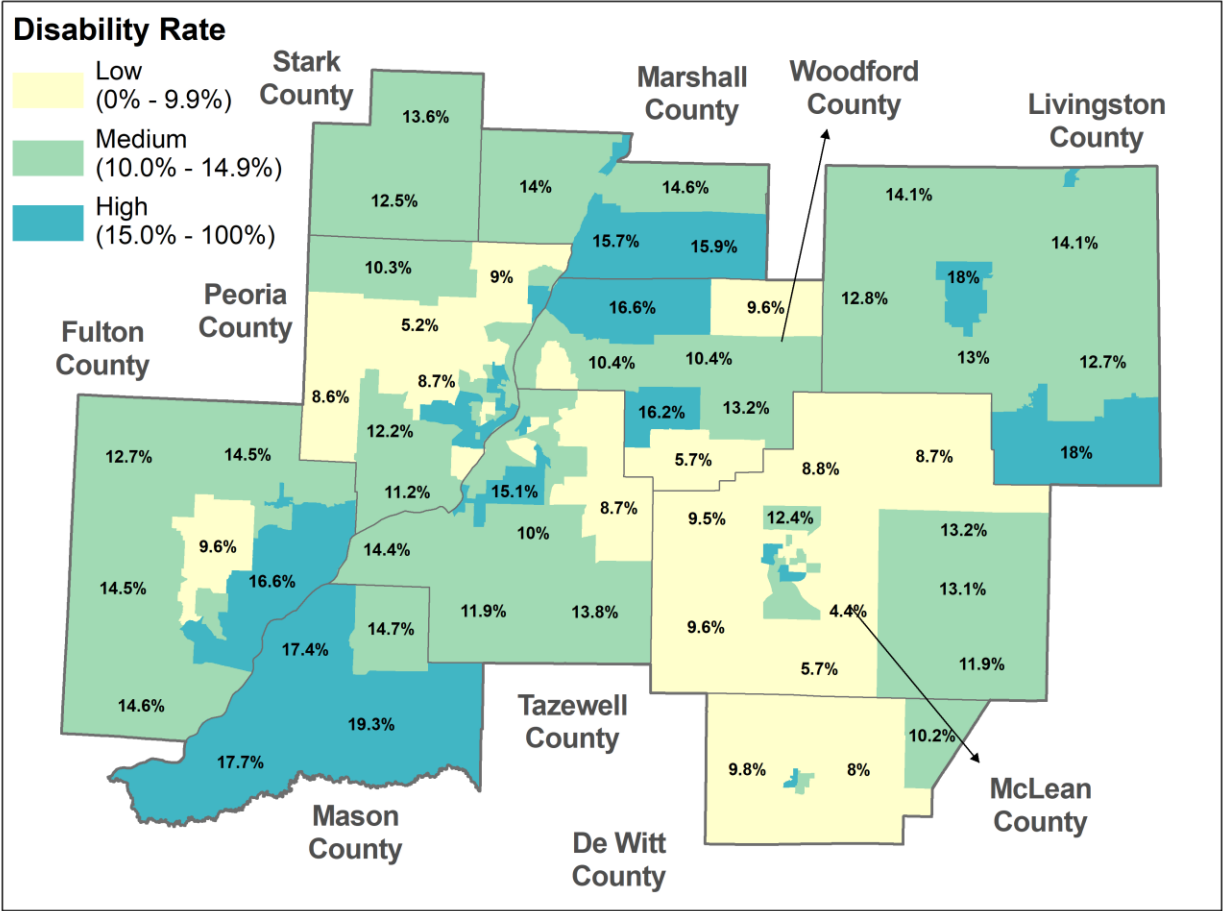 Disability Rate
Low
(0% - 9.9%)
Medium
(10.0% - 14.9%)
High
(15.0% - 100%)
Stark
County
Marshall
County
Woodford
County
Livingston
County
Peoria
County
Fulton
County
Tazewell
County
Mason
County
De Witt
County
McLean
County
13.6%
12.5%
14%
14.6%
15.7%
15.9%
14.1%
14.1%
18%
12.8%
13%
12.7%
18%
10.3%
9%
5.2%
8.7%
8.6%
12.2%
11.2%
16.6%
9.6%
10.4%
10.4%
16.2%
13.2%
5.7%
12.7%
14.5%
9.6%
16.6%
14.5%
14.6%
15.1%
8.7%
10%
14.4%
11.9%
13.8%
17.4%
14.7%
19.3%
17.7%
8.8%
8.7%
9.5%
12.4%
13.2%
13.1%
4.4%
9.6%
5.7%
11.9%
10.2%
9.8%
8%